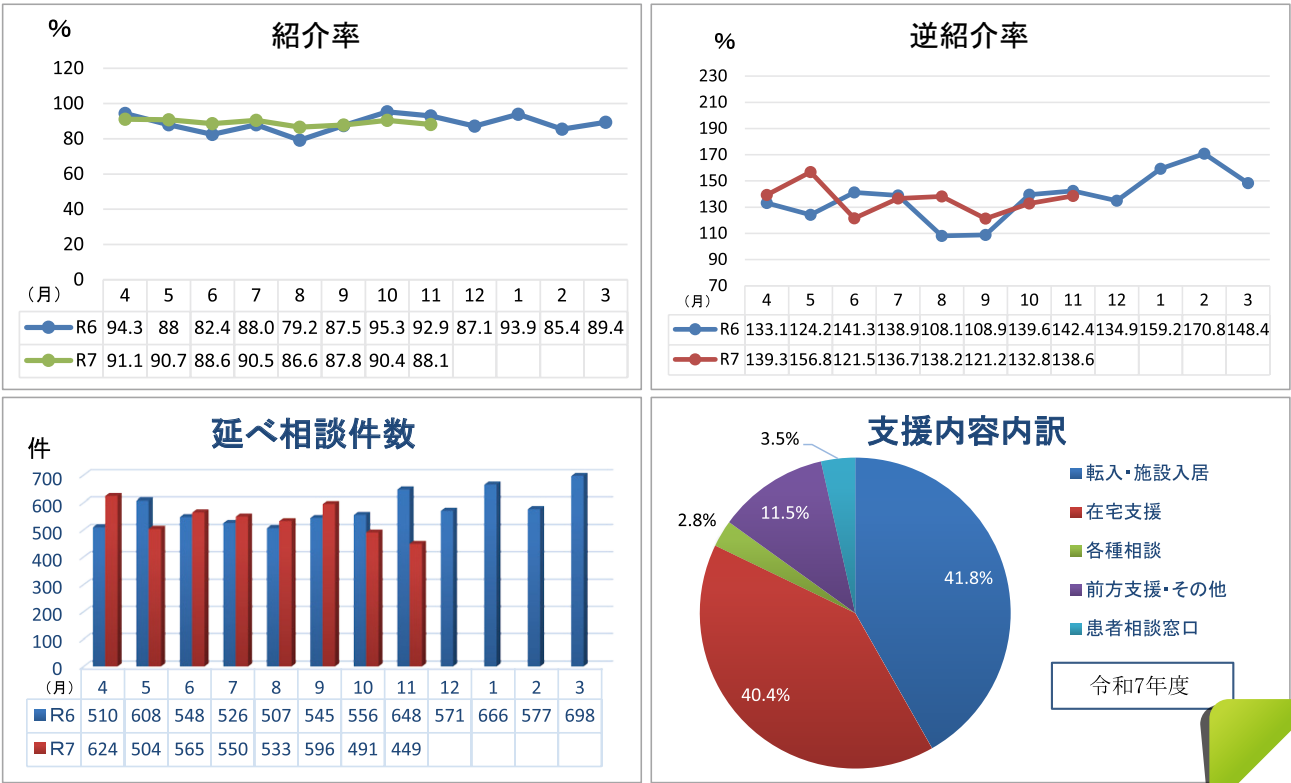 %
紹介率
120
100
80
60
40
20
0
（月） 4 5 6 7 8 9 10 11 12 1 2 3
R6 94.3 88 82.4 88.0 79.2 87.5 95.3 92.9 87.1 93.9 85.4 89.4
R7 91.1 90.7 88.6 90.5 86.6 87.8 90.4 88.1
%
逆紹介率
230
210
190
170
150
130
110
90
70
（月） 4 5 6 7 8 9 10 11 12 1 2 3
R6 133.1 124.2 141.3 138.9 108.1 108.9 139.6 142.4 134.9 159.2 170.8 148.4
R7 139.3 156.8 121.5 136.7 138.2 121.2 132.8 138.6
件
延べ相談件数
700
600
500
400
300
200
100
0
（月） 4 5 6 7 8 9 10 11 12 1 2 3
R6 510 608 548 526 507 545 556 648 571 666 577 698
R7 624 504 565 550 533 596 491 449
支援内容内訳
3.5%
11.5%
2.8%
41.8%
40.4%
転入・施設入居
在宅支援
各種相談
前方支援・その他
患者相談窓口
令和7年度